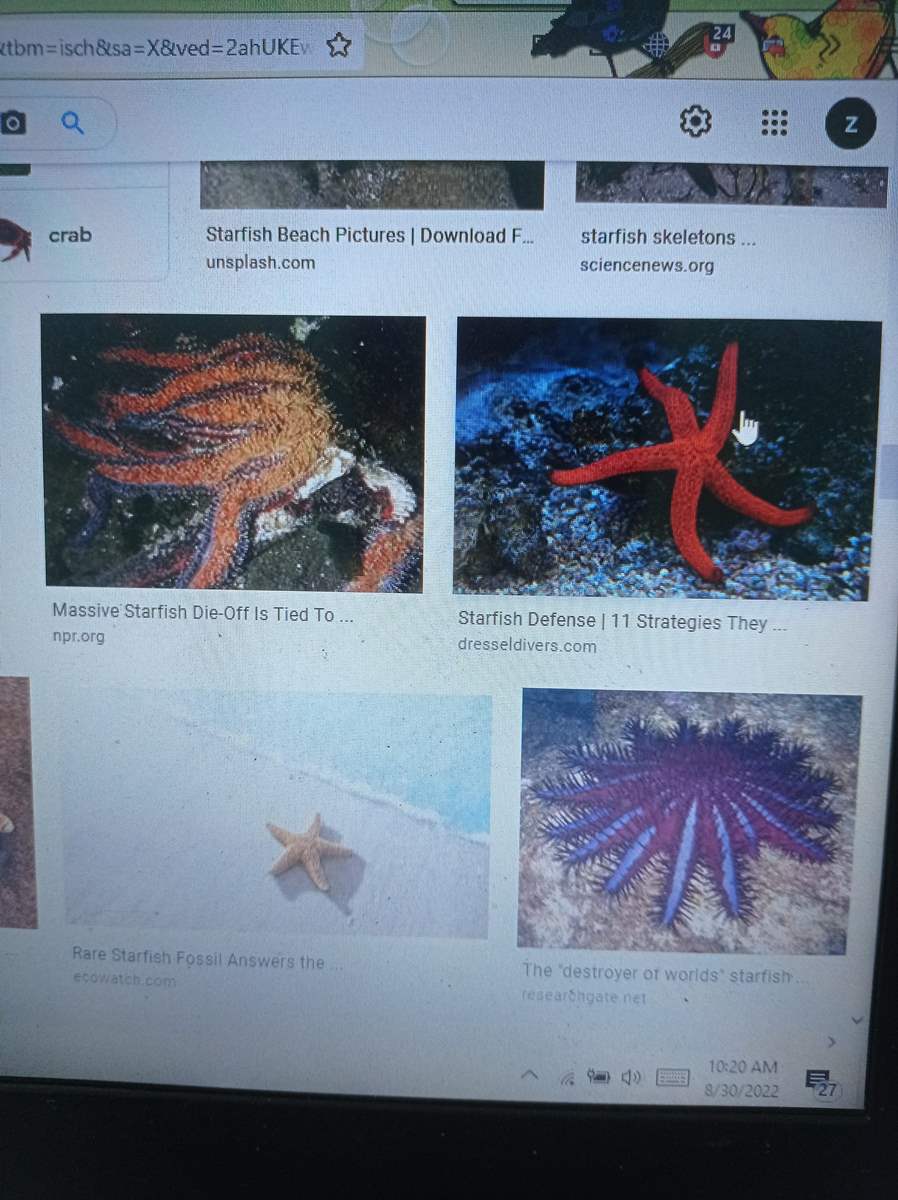 &tbm=isch&sa=X&ved=2ahUKEw
24
Z
crab
Starfish Beach Pictures | Download F...
unsplash.com
starfish skeletons ...
sciencenews.org
Massive Starfish Die-Off Is Tied To ...
npr.org
Starfish Defense | 11 Strategies They ...
dresseldivers.com
Rare Starfish Fossil Answers the ...
ecowatch.com
The "destroyer of worlds" starfish ...
researchgate.net
10:20 AM
8/30/2022
27